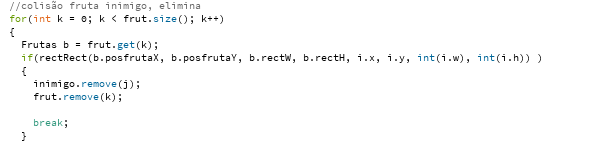 //colisão fruta inimigo, elimina
for(int k = 0; k < frut.size(); k++)
{
Frutas b = frut.get(k);
if(rectRect(b.posfrutaX, b.posfrutaY, b.rectW, b.rectH, i.x, i.y, int(i.w), int(i.h)) )
{
inimigo.remove(j);
frut.remove(k);
break;
}